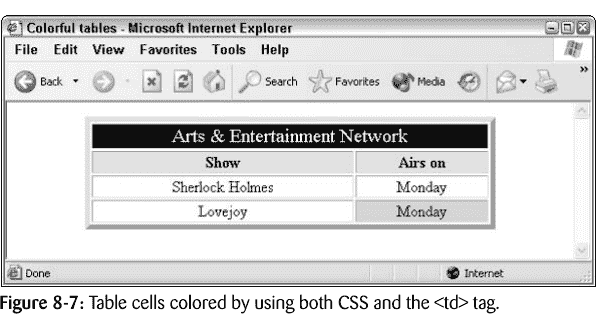 Colorful tables - Microsoft Internet Explorer
File Edit View Favorites Tools Help
Back Search Favorites Media »
Arts & Entertainment Network
Show Airs on
Sherlock Holmes Monday
Lovejoy Monday
Done Internet
Figure 8-7: Table cells colored by using both CSS and the <td> tag.